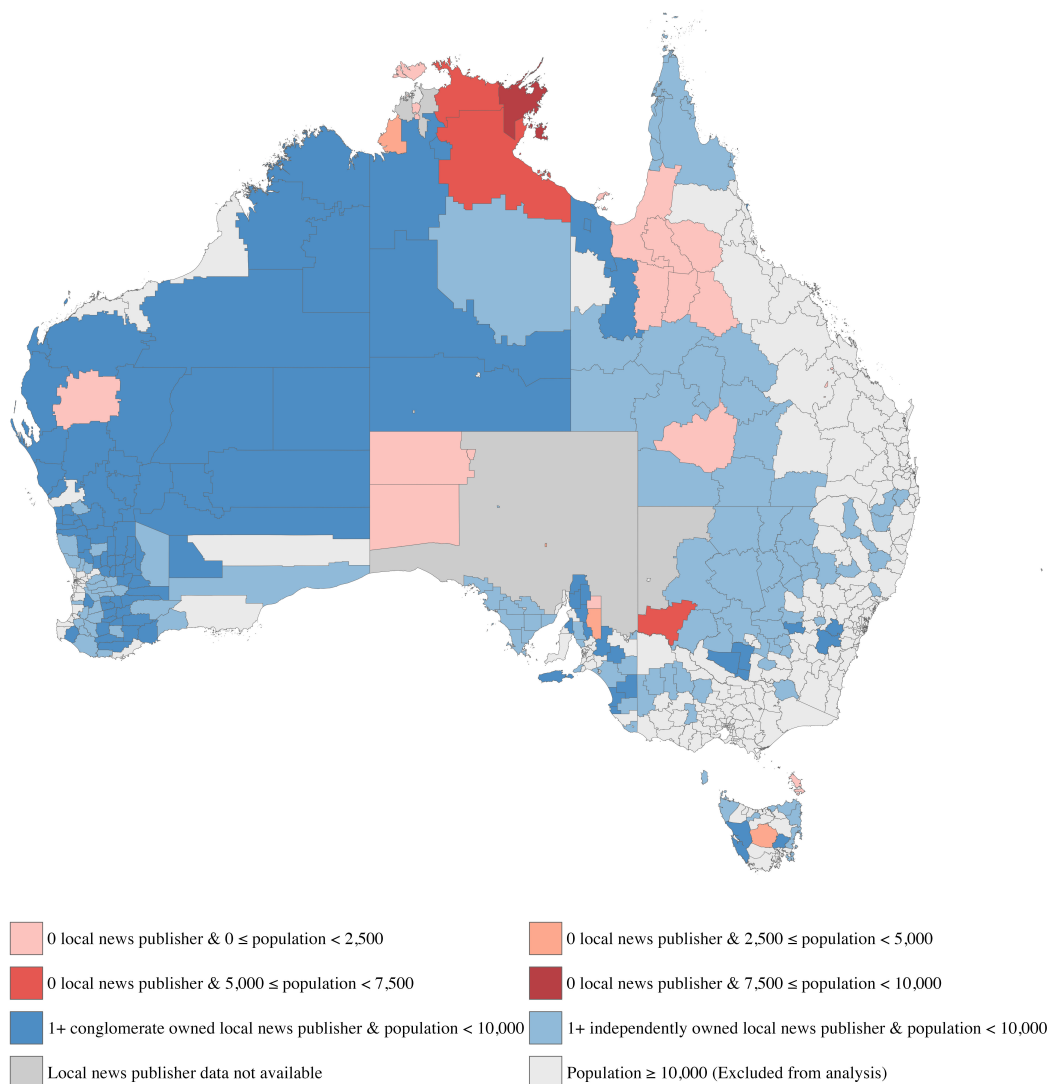 0 local news publisher & 0 ≤ population < 2,500
0 local news publisher & 2,500 ≤ population < 5,000
0 local news publisher & 5,000 ≤ population < 7,500
0 local news publisher & 7,500 ≤ population < 10,000
1+ conglomerate owned local news publisher & population < 10,000
1+ independently owned local news publisher & population < 10,000
Local news publisher data not available
Population ≥ 10,000 (Excluded from analysis)